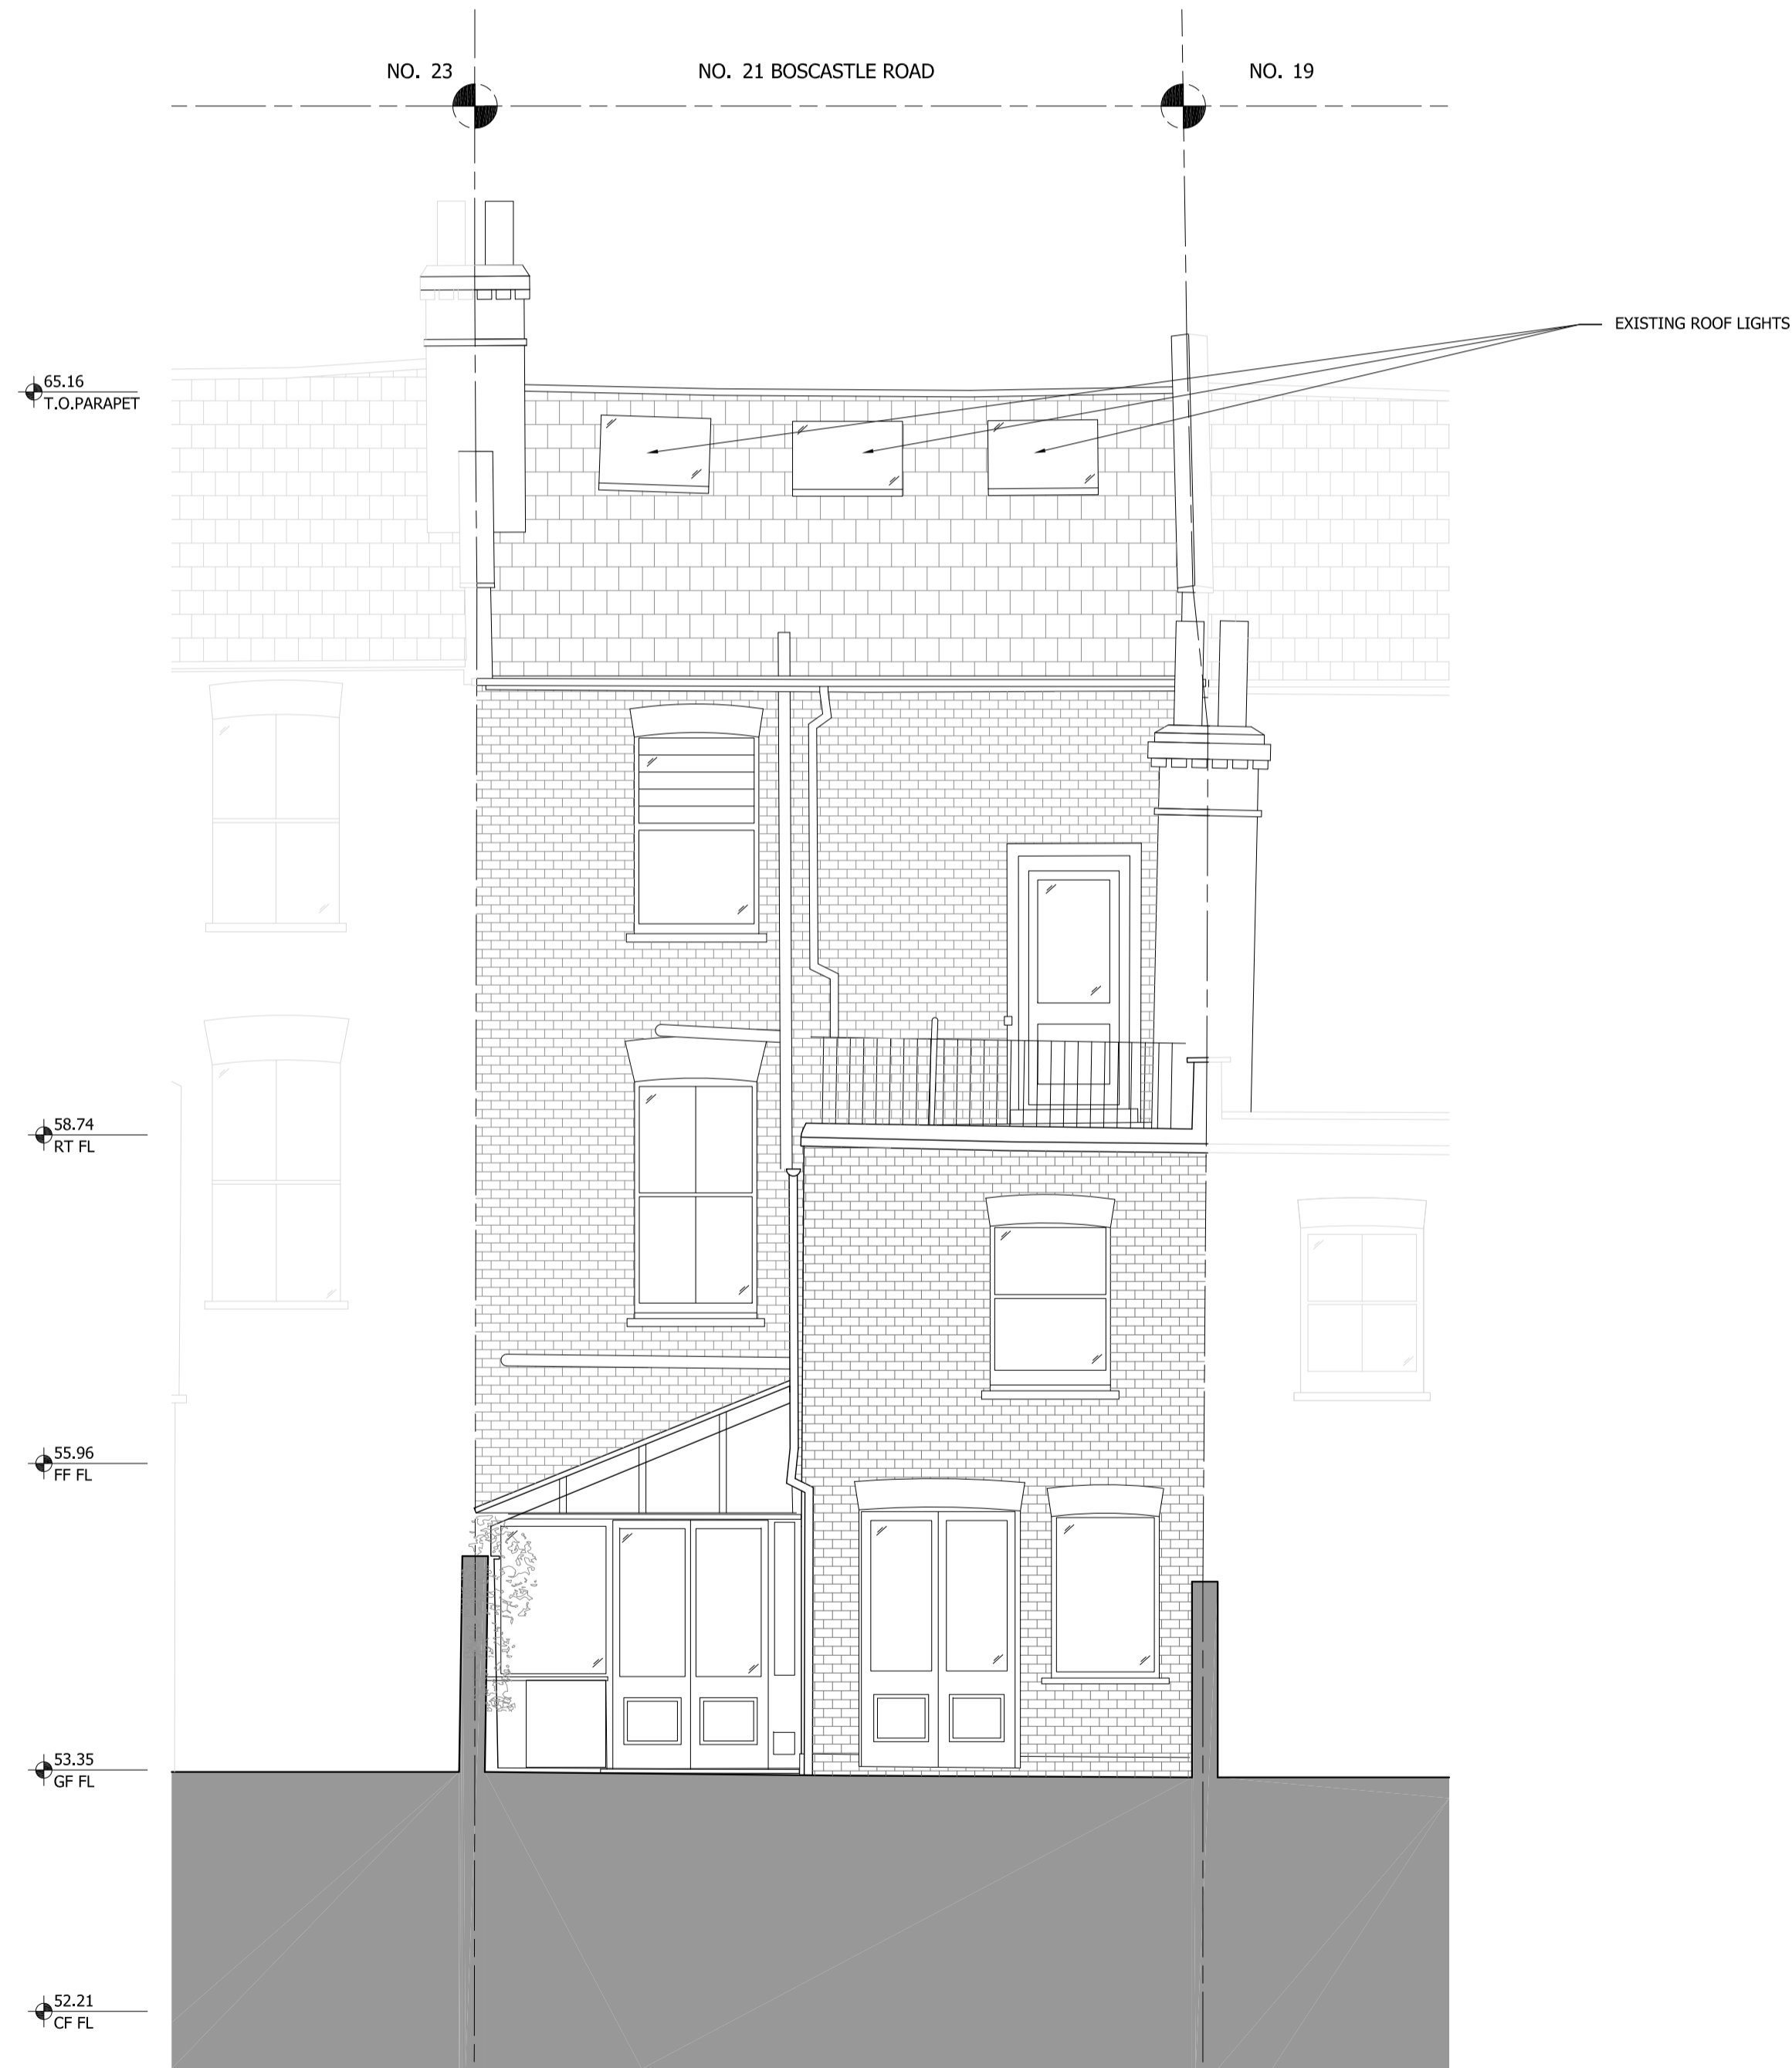 NO. 23
NO. 21 BOSCASTLE ROAD
NO. 19
EXISTING ROOF LIGHTS
65.16
T.O.PARAPET
58.74
RT FL
55.96
FF FL
53.35
GF FL
52.21
CF FL